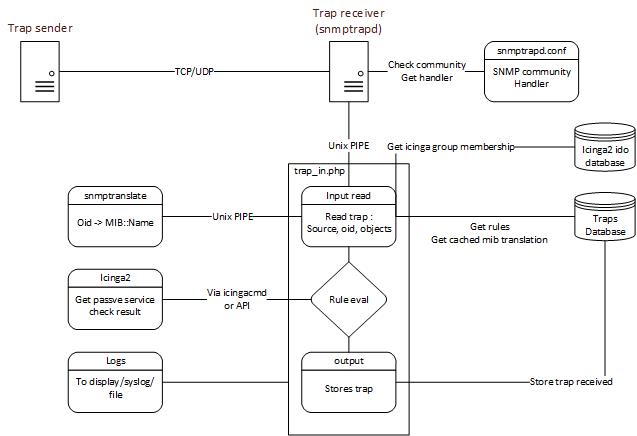 Trap sender
Trap receiver
(snmptrapd)
TCP/UDP
Check community
Get handler
snmptrapd.conf
SNMP community
Handler
Unix PIPE
Get icinga group membership
Icinga2 ido
database
trap_in.php
snmptranslate
Oid -> MIB::Name
Unix PIPE
Input read
Read trap :
Source, oid, objects
Get rules
Get cached mib translation
Traps
Database
Icinga2
Get passve service
check result
Via icingacmd
or API
Rule eval
Logs
To display/syslog/
file
output
Stores trap
Store trap received